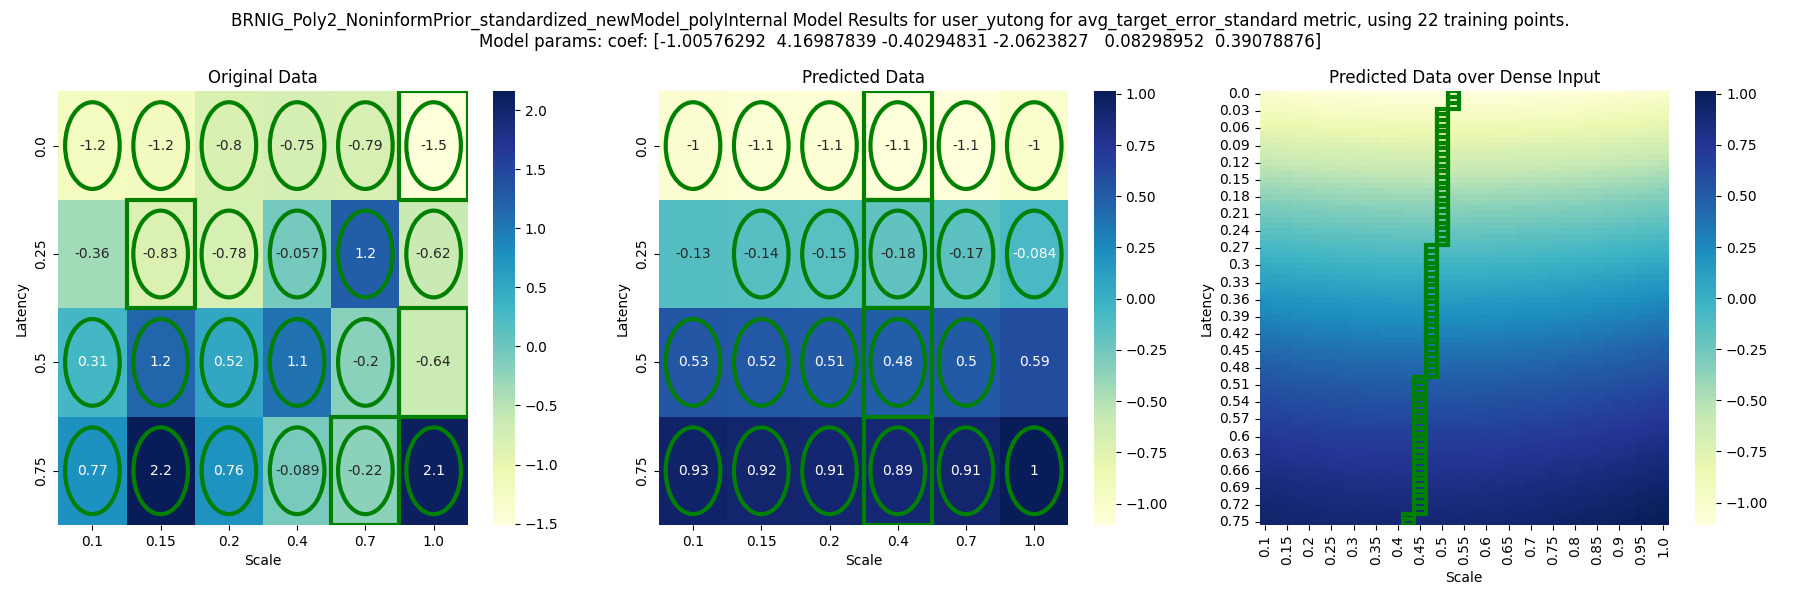 BRNIG_Poly2_NoninformPrior_standardized_newModel_polyInternal Model Results for user_yutong for avg_target_error_standard metric, using 22 training points.
Model params: coef: [-1.00576292  4.16987839 -0.40294831 -2.0623827   0.08298952  0.39078876]
Original Data
Latency
0.0 -1.2 -1.2 -0.8 -0.75 -0.79 -1.5
0.25 -0.36 -0.83 -0.78 -0.057 1.2 -0.62
0.5 0.31 1.2 0.52 1.1 -0.2 -0.64
0.75 0.77 2.2 0.76 -0.089 -0.22 2.1
0.1 0.15 0.2 0.4 0.7 1.0
Scale
2.0
1.5
1.0
0.5
0.0
−0.5
−1.0
−1.5
Predicted Data
Latency
0.0 -1 -1.1 -1.1 -1.1 -1.1 -1
0.25 -0.13 -0.14 -0.15 -0.18 -0.17 -0.084
0.5 0.53 0.52 0.51 0.48 0.5 0.59
0.75 0.93 0.92 0.91 0.89 0.91 1
0.1 0.15 0.2 0.4 0.7 1.0
Scale
1.00
0.75
0.50
0.25
0.00
−0.25
−0.50
−0.75
−1.00
Predicted Data over Dense Input
Latency
0.0
0.03
0.06
0.09
0.12
0.15
0.18
0.21
0.24
0.27
0.3
0.33
0.36
0.39
0.42
0.45
0.48
0.51
0.54
0.57
0.6
0.63
0.66
0.69
0.72
0.75
0.1 0.15 0.2 0.25 0.3 0.35 0.4 0.45 0.5 0.55 0.6 0.65 0.7 0.75 0.8 0.85 0.9 0.95 1.0
Scale
1.00
0.75
0.50
0.25
0.00
−0.25
−0.50
−0.75
−1.00